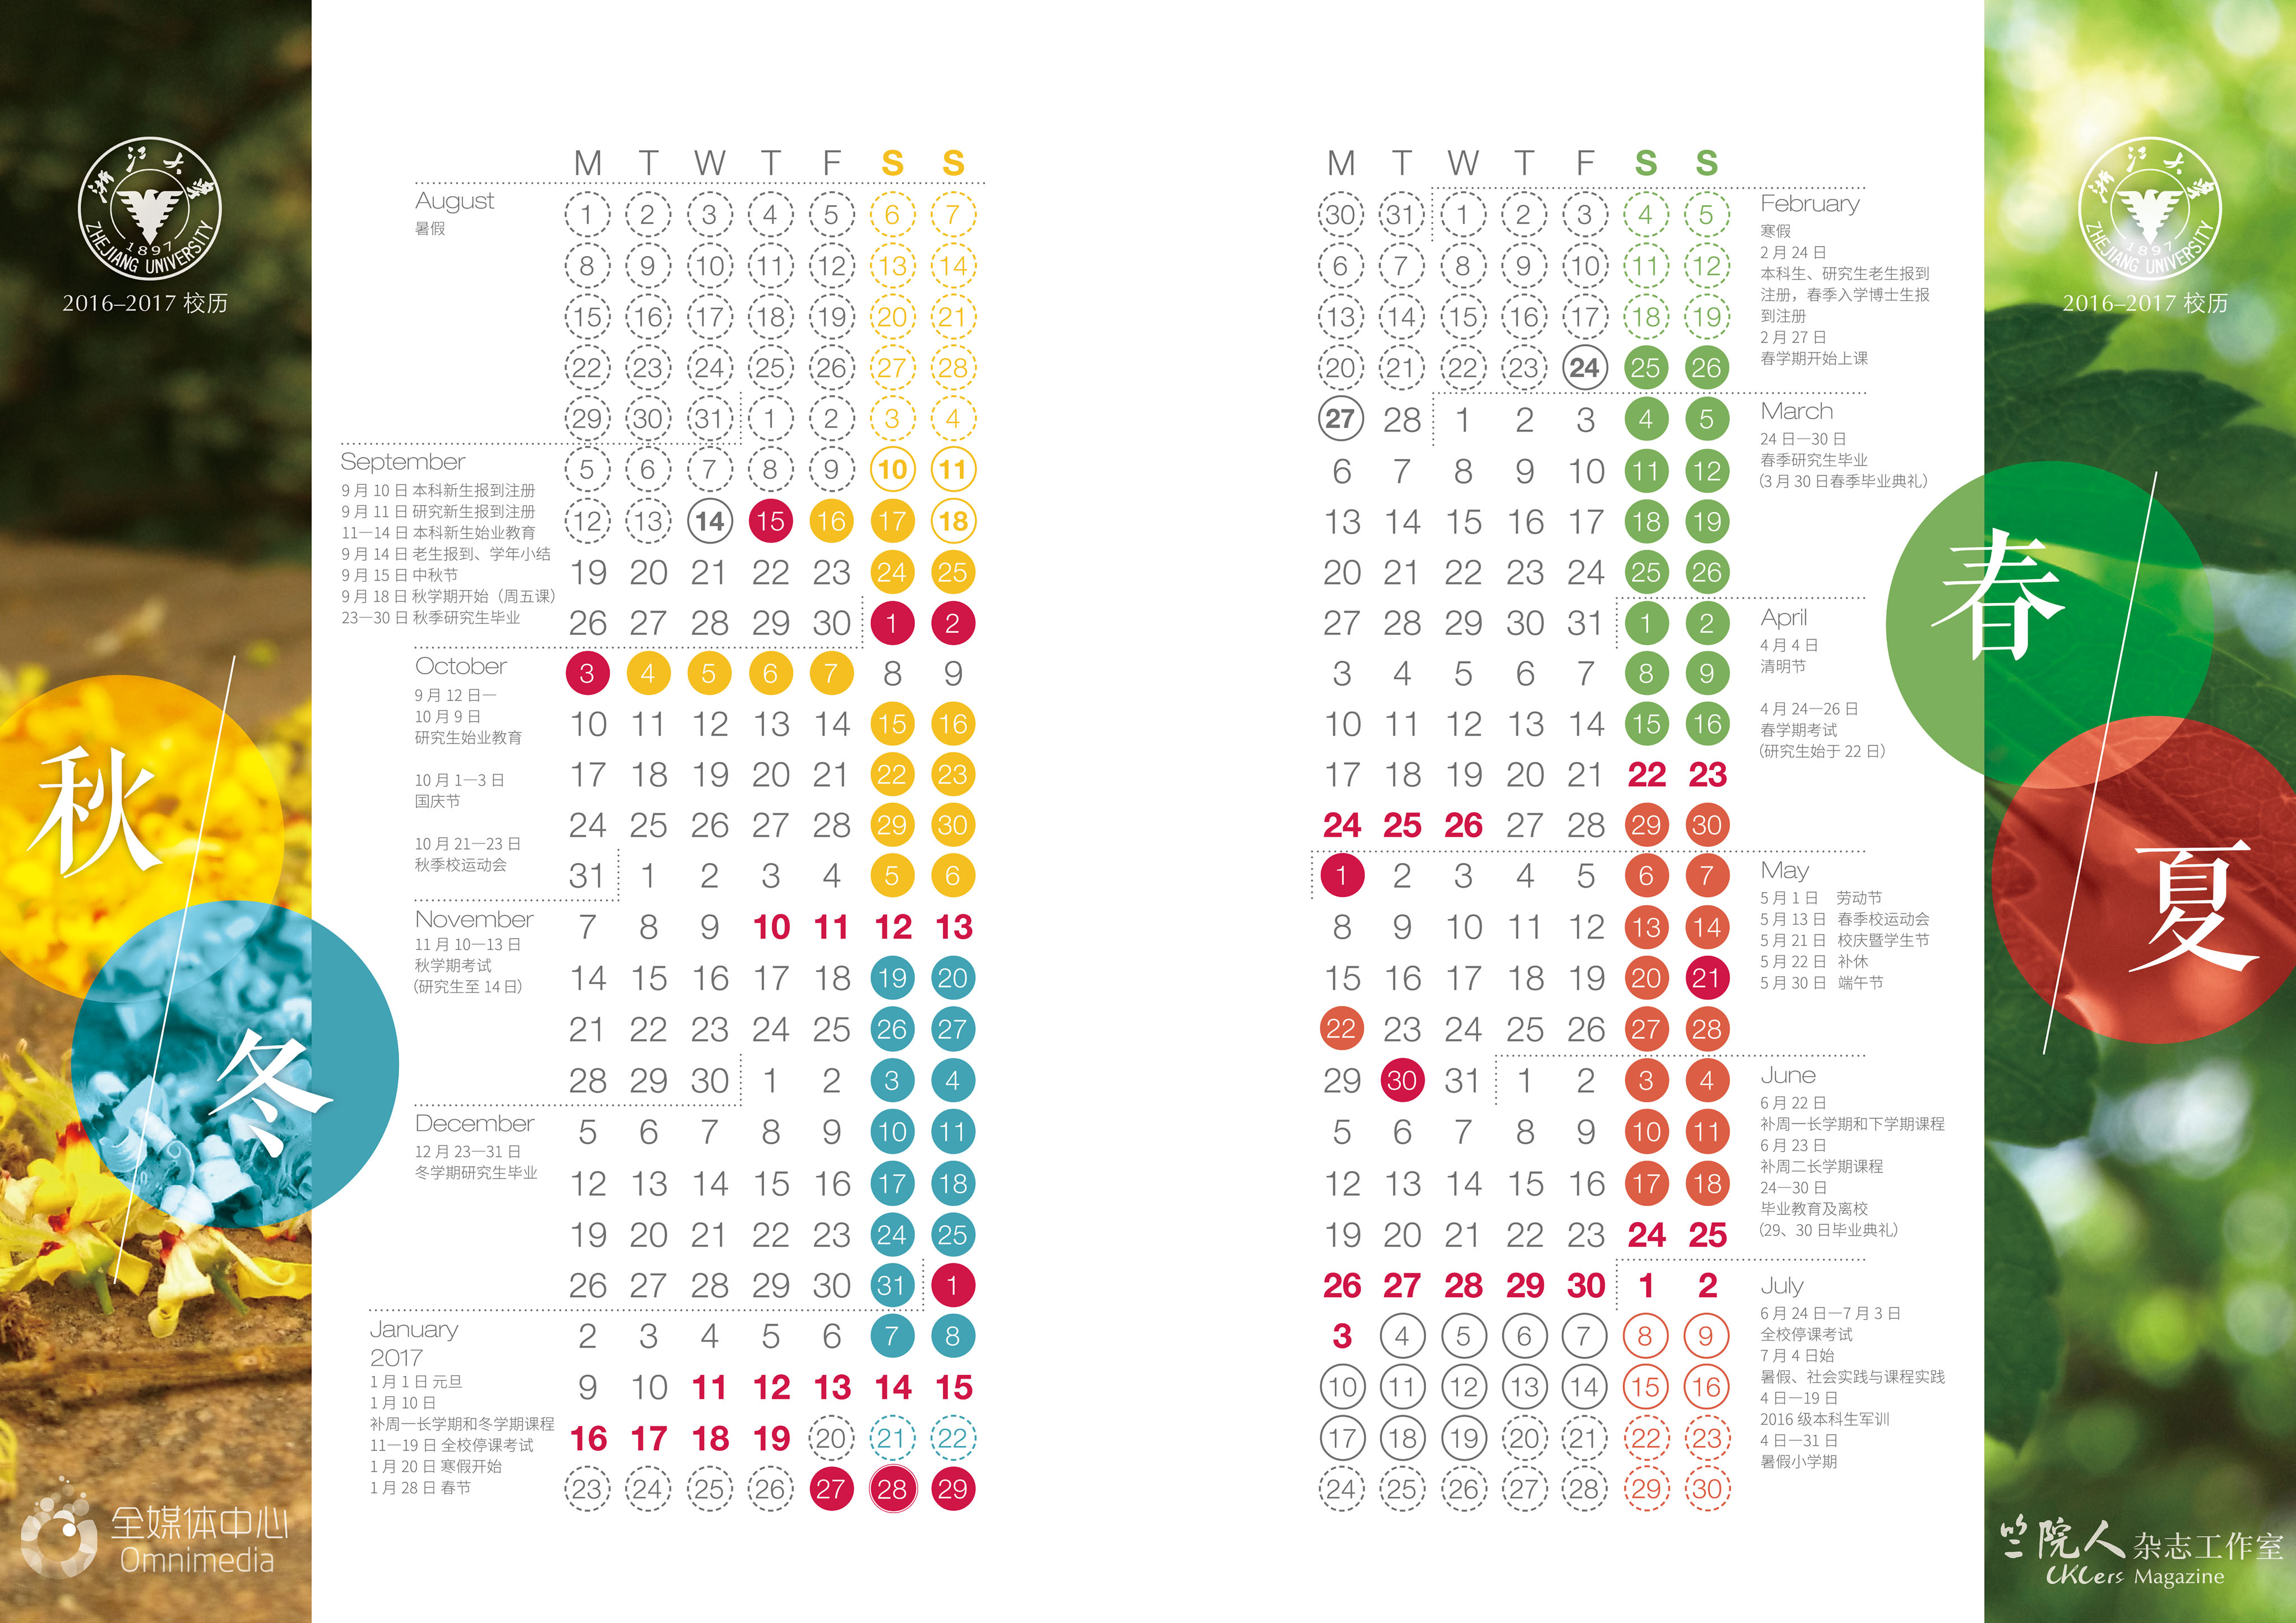 浙江大学
1897
ZHEJIANG UNIVERSITY
2016–2017 校历
秋
冬
全媒体中心
Omnimedia
M T W T F S S
August
暑假
1 2 3 4 5 6 7
8 9 10 11 12 13 14
15 16 17 18 19 20 21
22 23 24 25 26 27 28
29 30 31 1 2 3 4
September
9 月 10 日 本科新生报到注册
9 月 11 日 研究新生报到注册
11—14 日 本科新生始业教育
9 月 14 日 老生报到、学年小结
9 月 15 日 中秋节
9 月 18 日 秋学期开始（周五课）
23—30 日 秋季研究生毕业
5 6 7 8 9 10 11
12 13 14 15 16 17 18
19 20 21 22 23 24 25
26 27 28 29 30 1 2
October
9 月 12 日—
10 月 9 日
研究生始业教育
10 月 1—3 日
国庆节
10 月 21—23 日
秋季校运动会
3 4 5 6 7 8 9
10 11 12 13 14 15 16
17 18 19 20 21 22 23
24 25 26 27 28 29 30
31 1 2 3 4 5 6
November
11 月 10—13 日
秋学期考试
（研究生至 14 日）
7 8 9 10 11 12 13
14 15 16 17 18 19 20
21 22 23 24 25 26 27
28 29 30 1 2 3 4
December
12 月 23—31 日
冬学期研究生毕业
5 6 7 8 9 10 11
12 13 14 15 16 17 18
19 20 21 22 23 24 25
26 27 28 29 30 31 1
January
2017
1 月 1 日 元旦
1 月 10 日
补周一长学期和冬学期课程
11—19 日 全校停课考试
1 月 20 日 寒假开始
1 月 28 日 春节
2 3 4 5 6 7 8
9 10 11 12 13 14 15
16 17 18 19 20 21 22
23 24 25 26 27 28 29
M T W T F S S
30 31 1 2 3 4 5
6 7 8 9 10 11 12
13 14 15 16 17 18 19
20 21 22 23 24 25 26
February
寒假
2 月 24 日
本科生、研究生老生报到
注册，春季入学博士生报
到注册
2 月 27 日
春学期开始上课
27 28 1 2 3 4 5
6 7 8 9 10 11 12
13 14 15 16 17 18 19
20 21 22 23 24 25 26
March
24 日—30 日
春季研究生毕业
（3 月 30 日春季毕业典礼）
27 28 29 30 31 1 2
3 4 5 6 7 8 9
10 11 12 13 14 15 16
17 18 19 20 21 22 23
24 25 26 27 28 29 30
April
4 月 4 日
清明节
4 月 24—26 日
春学期考试
（研究生始于 22 日）
1 2 3 4 5 6 7
8 9 10 11 12 13 14
15 16 17 18 19 20 21
22 23 24 25 26 27 28
May
5 月 1 日 劳动节
5 月 13 日 春季校运动会
5 月 21 日 校庆暨学生节
5 月 22 日 补休
5 月 30 日 端午节
29 30 31 1 2 3 4
5 6 7 8 9 10 11
12 13 14 15 16 17 18
19 20 21 22 23 24 25
June
6 月 22 日
补周一长学期和下学期课程
6 月 23 日
补周二长学期课程
24—30 日
毕业教育及离校
（29、30 日毕业典礼）
26 27 28 29 30 1 2
3 4 5 6 7 8 9
10 11 12 13 14 15 16
17 18 19 20 21 22 23
24 25 26 27 28 29 30
July
6 月 24 日—7 月 3 日
全校停课考试
7 月 4 日始
暑假、社会实践与课程实践
4 日—19 日
2016 级本科生军训
4 日—31 日
暑假小学期
浙江大学
1897
ZHEJIANG UNIVERSITY
2016–2017 校历
春
夏
竺院人 杂志工作室
CKCers Magazine